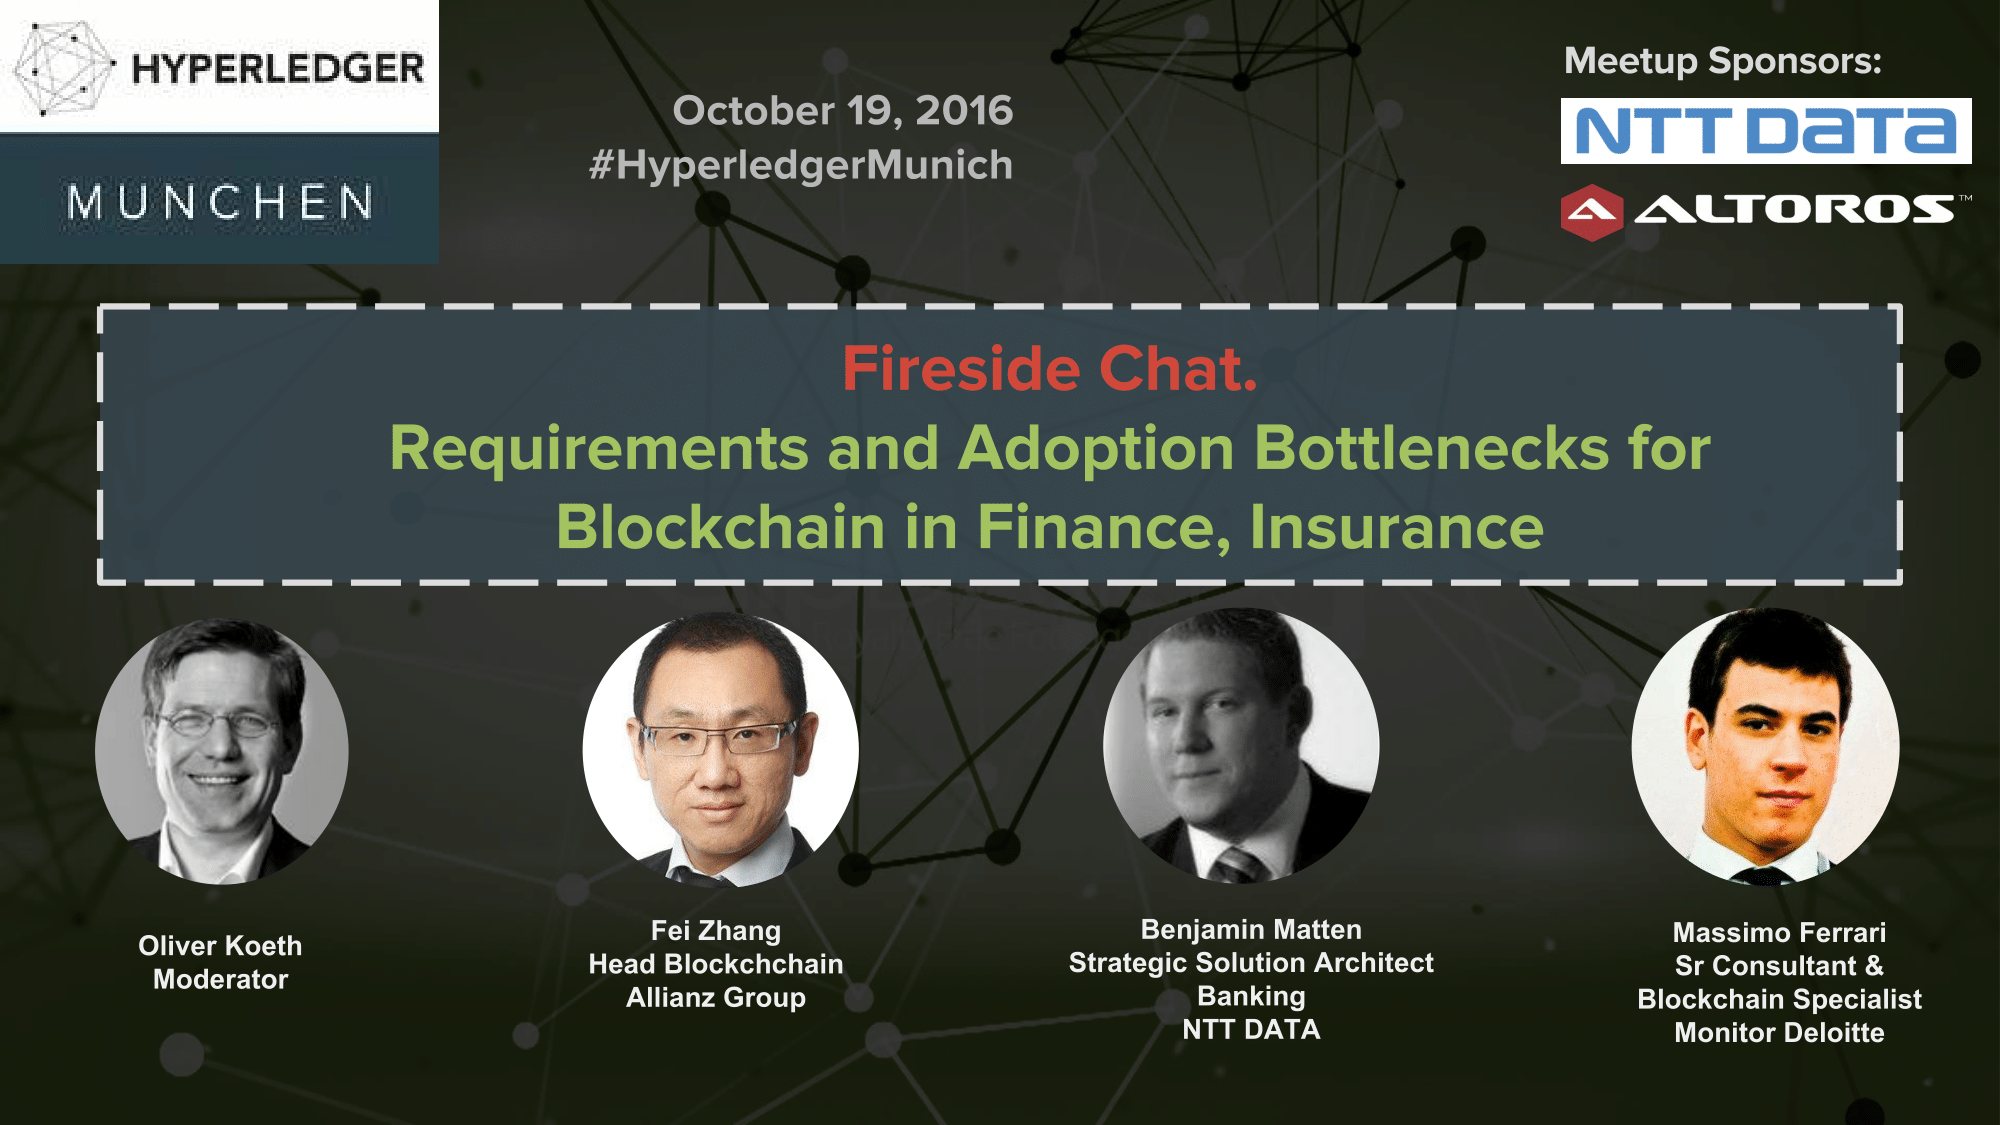 HYPERLEDGER
MUNCHEN
October 19, 2016
#HyperledgerMunich
Meetup Sponsors:
NTT DATA
ALTOROS™
Fireside Chat.
Requirements and Adoption Bottlenecks for
Blockchain in Finance, Insurance
Oliver Koeth
Moderator
Fei Zhang
Head Blockchchain
Allianz Group
Benjamin Matten
Strategic Solution Architect
Banking
NTT DATA
Massimo Ferrari
Sr Consultant &
Blockchain Specialist
Monitor Deloitte